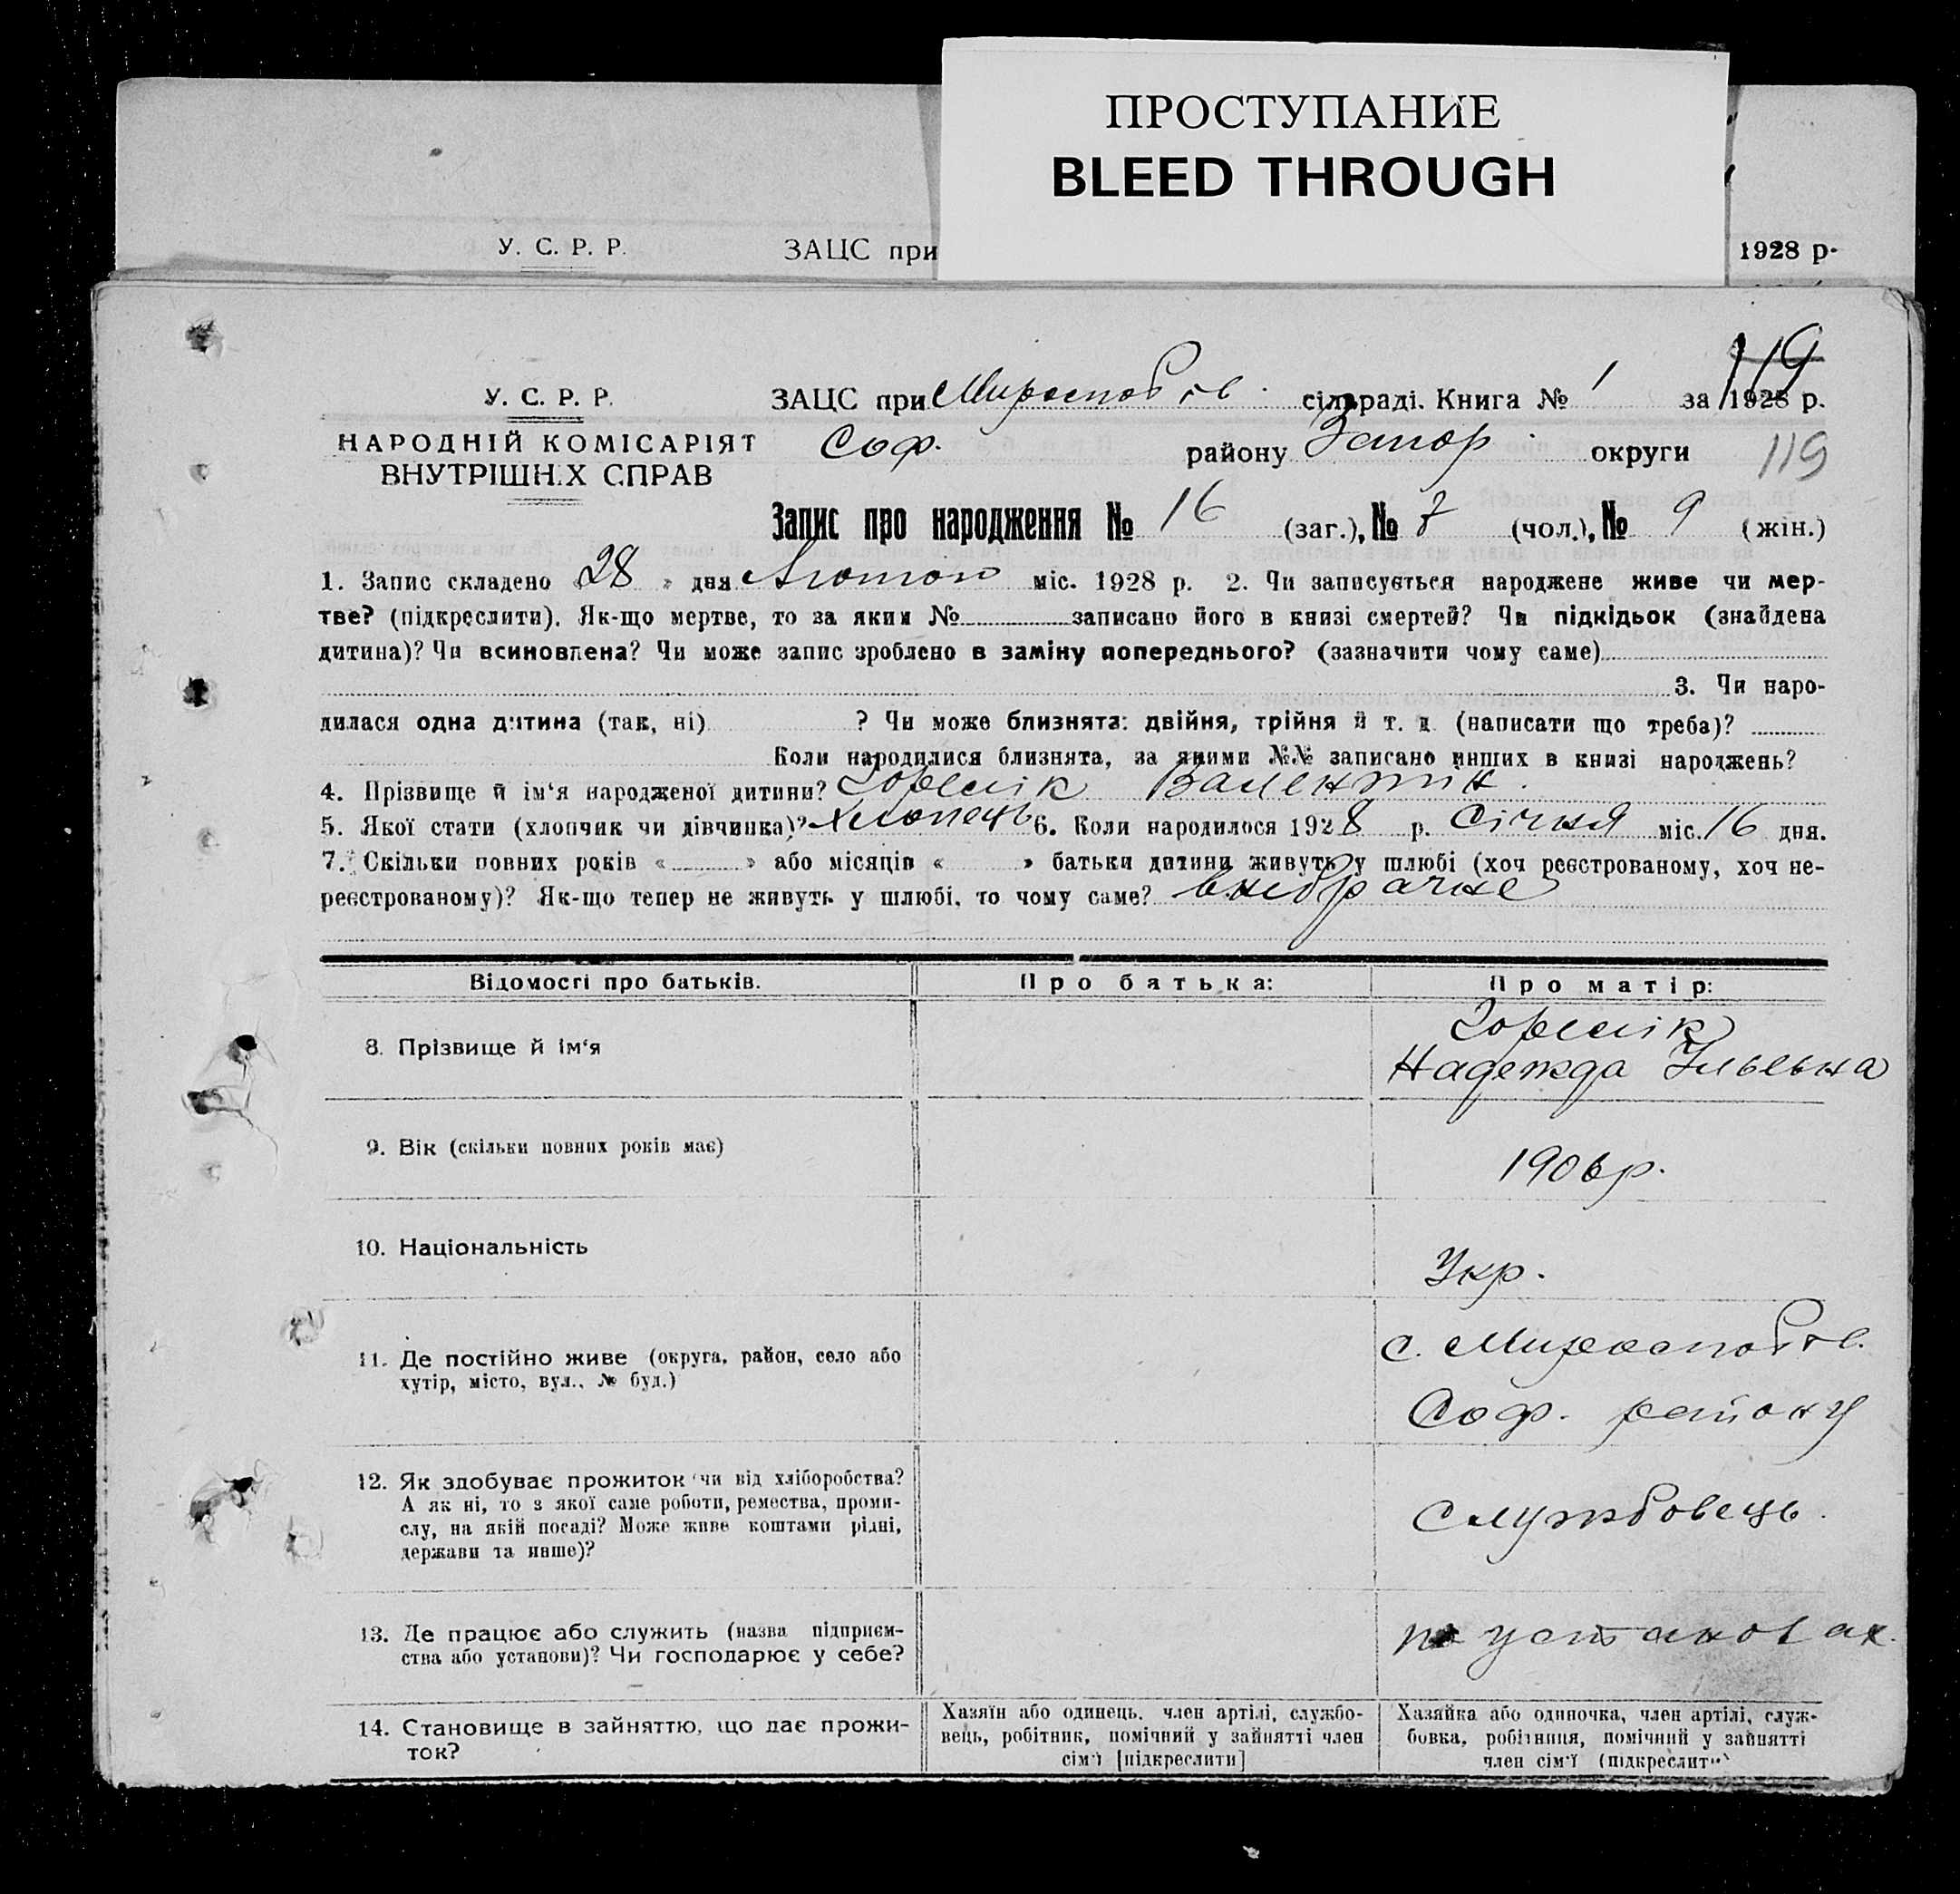 ПРОСТУПАНИЕ
BLEED THROUGH
У. С. Р. Р. ЗАЦС при 1928 р.
119
У. С. Р. Р. ЗАЦС при сільраді. Книга № 1 за 1928 р.
НАРОДНІЙ КОМІСАРІЯТ Соф. району Запор. округи 119
ВНУТРІШН.Х СПРАВ
Запис про народження № 16 (заг.), № 7 (чол.), № 9 (жін.)
1. Запис складено «28» дня Лютого міс. 1928 р. 2. Чи записується народжене живе чи мер-
тве? (підкреслити). Як-що мертве, то за яким № записано його в книзі смертей? Чи підкідьок (знайдена
дитина)? Чи всиновлена? Чи може запис зроблено в заміну попереднього? (зазначити чому саме)
3. Чи наро-
дилася одна дитина (так, ні) ? Чи може близнята: двійня, трійня й т. д. (написати що треба)?
Коли народилися близнята, за якими №№ записано инших в книзі народжень?
4. Прізвище й ім'я народженої дитини? Валентин.
5. Якої стати (хлопчик чи дівчинка)? Хлопець 6. Коли народилося 1928 р. Січня міс. 16 дня.
7. Скільки повних років « » або місяців « » батьки дитини живуть у шлюбі (хоч реєстрованому, хоч не-
реєстрованому)? Як-що тепер не живуть у шлюбі, то чому саме? внебрачне
Відомості про батьків. Про батька: Про матір:
8. Прізвище й ім'я
Надежда Ільївна
9. Вік (скільки повних років має) 1906 р.
10. Національність Укр.
11. Де постійно живе (округа, район, село або
хутір, місто, вул., № буд.)
с.
Соф. району
12. Як здобуває прожиток чи від хліборобства?
А як ні, то з якої саме роботи, ремества, проми-
слу, на якій посаді? Може живе коштами рідні,
держави та инше)?
Службовець.
13. Де працює або служить (назва підприєм-
ства або установи)? Чи господарює у себе?
по установах.
14. Становище в зайняттю, що дає прожи-
ток?
Хазяїн або одинець, член артілі, службо-
вець, робітник, помічний у зайнятті член
сім'ї [підкреслити]
Хазяйка або одиночка, член артілі, служ-
бовка, робітниця, помічний у зайнятті
член сім'ї (підкреслит